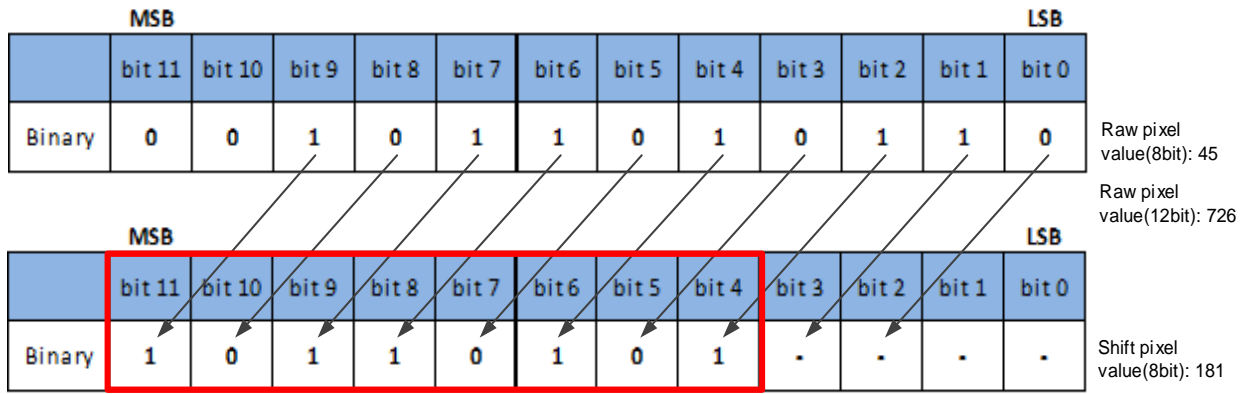 MSB LSB
bit 11 bit 10 bit 9 bit 8 bit 7 bit 6 bit 5 bit 4 bit 3 bit 2 bit 1 bit 0
Binary 0 0 1 0 1 1 0 1 0 1 1 0
Raw pixel
value(8bit): 45
Raw pixel
value(12bit): 726
MSB LSB
bit 11 bit 10 bit 9 bit 8 bit 7 bit 6 bit 5 bit 4 bit 3 bit 2 bit 1 bit 0
Binary 1 0 1 1 0 1 0 1 - - - -
Shift pixel
value(8bit): 181